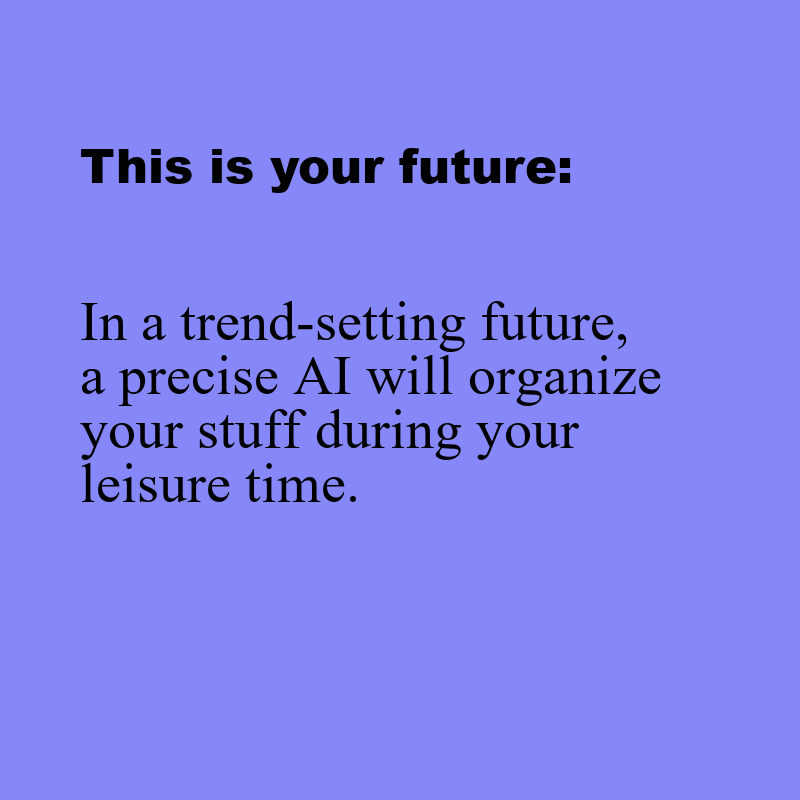 This is your future:
In a trend-setting future,
a precise AI will organize
your stuff during your
leisure time.